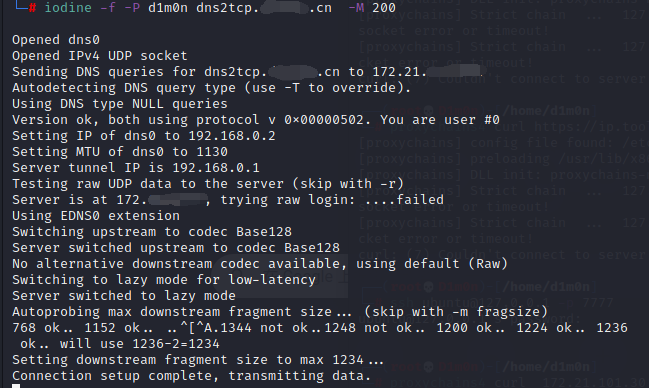 # iodine -f -P d1m0n dns2tcp. .cn -M 200
Opened dns0
Opened IPv4 UDP socket
Sending DNS queries for dns2tcp. .cn to 172.21.
Autodetecting DNS query type (use -T to override).
Using DNS type NULL queries
Version ok, both using protocol v 0x00000502. You are user #0
Setting IP of dns0 to 192.168.0.2
Setting MTU of dns0 to 1130
Server tunnel IP is 192.168.0.1
Testing raw UDP data to the server (skip with -r)
Server is at 172. , trying raw login: ....failed
Using EDNS0 extension
Switching upstream to codec Base128
Server switched upstream to codec Base128
No alternative downstream codec available, using default (Raw)
Switching to lazy mode for low-latency
Server switched to lazy mode
Autoprobing max downstream fragment size... (skip with -m fragsize)
768 ok.. 1152 ok.. ..^[^A.1344 not ok..1248 not ok.. 1200 ok.. 1224 ok.. 1236
ok.. will use 1236-2=1234
Setting downstream fragment size to max 1234...
Connection setup complete, transmitting data.